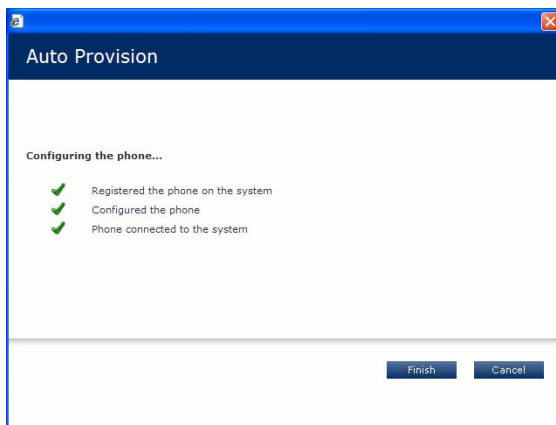 Auto Provision
Configuring the phone...
Registered the phone on the system
Configured the phone
Phone connected to the system
Finish Cancel